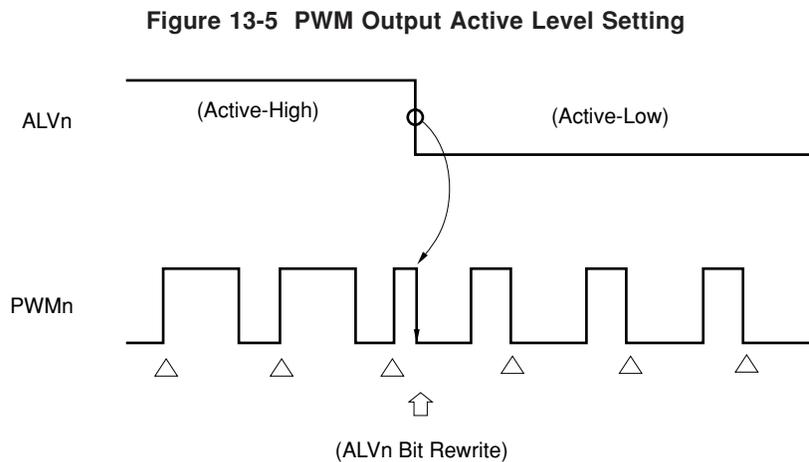 Figure 13-5 PWM Output Active Level Setting
ALVn
(Active-High)
(Active-Low)
PWMn
(ALVn Bit Rewrite)